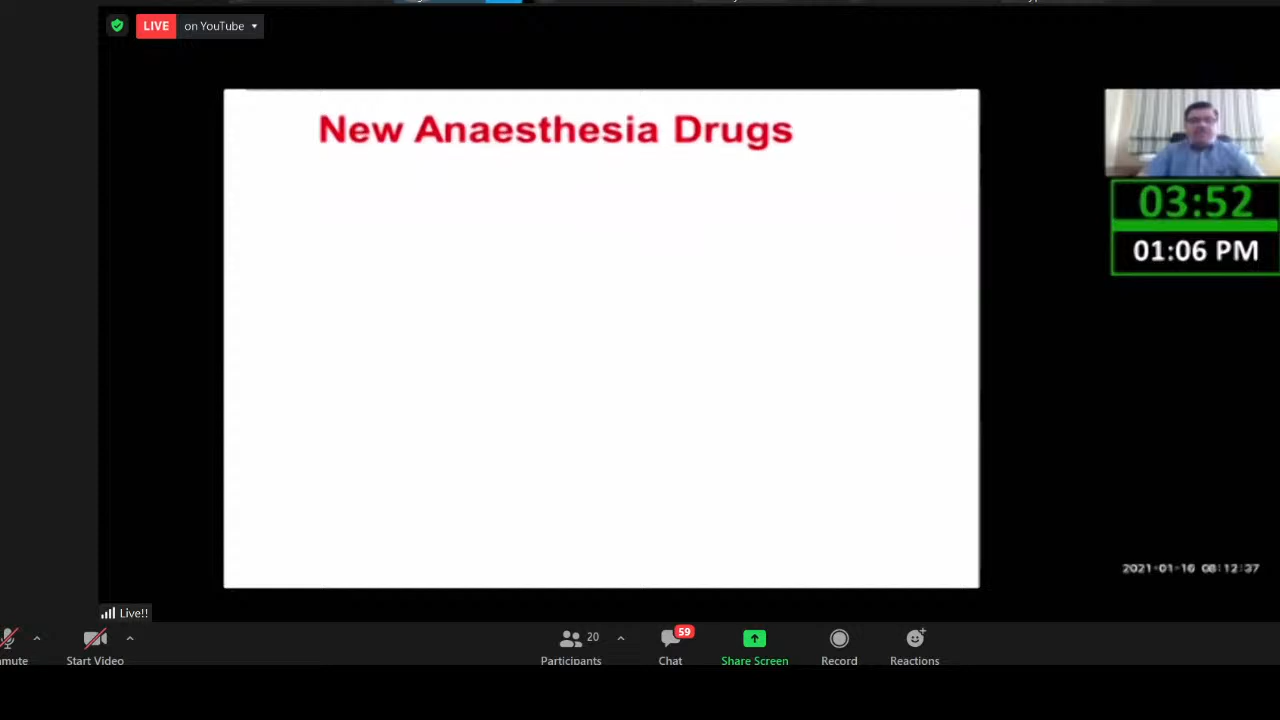 LIVE on YouTube
New Anaesthesia Drugs
03:52
01:06 PM
2021-01-16 08:12:37
Live!!
Start Video
20
Participants
59
Chat
Share Screen
Record
Reactions